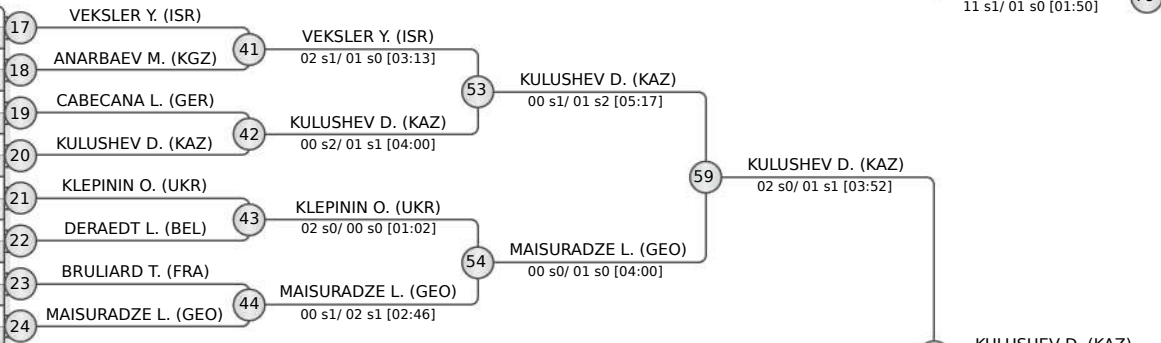 11 s1/ 01 s0 [01:50]
17
VEKSLER Y. (ISR)
18
ANARBAEV M. (KGZ)
41
VEKSLER Y. (ISR)
02 s1/ 01 s0 [03:13]
19
CABECANA L. (GER)
20
KULUSHEV D. (KAZ)
42
KULUSHEV D. (KAZ)
00 s2/ 01 s1 [04:00]
53
KULUSHEV D. (KAZ)
00 s1/ 01 s2 [05:17]
21
KLEPININ O. (UKR)
22
DERAEDT L. (BEL)
43
KLEPININ O. (UKR)
02 s0/ 00 s0 [01:02]
23
BRULIARD T. (FRA)
24
MAISURADZE L. (GEO)
44
MAISURADZE L. (GEO)
00 s1/ 02 s1 [02:46]
54
MAISURADZE L. (GEO)
00 s0/ 01 s0 [04:00]
59
KULUSHEV D. (KAZ)
02 s0/ 01 s1 [03:52]
KULUSHEV D. (KAZ)